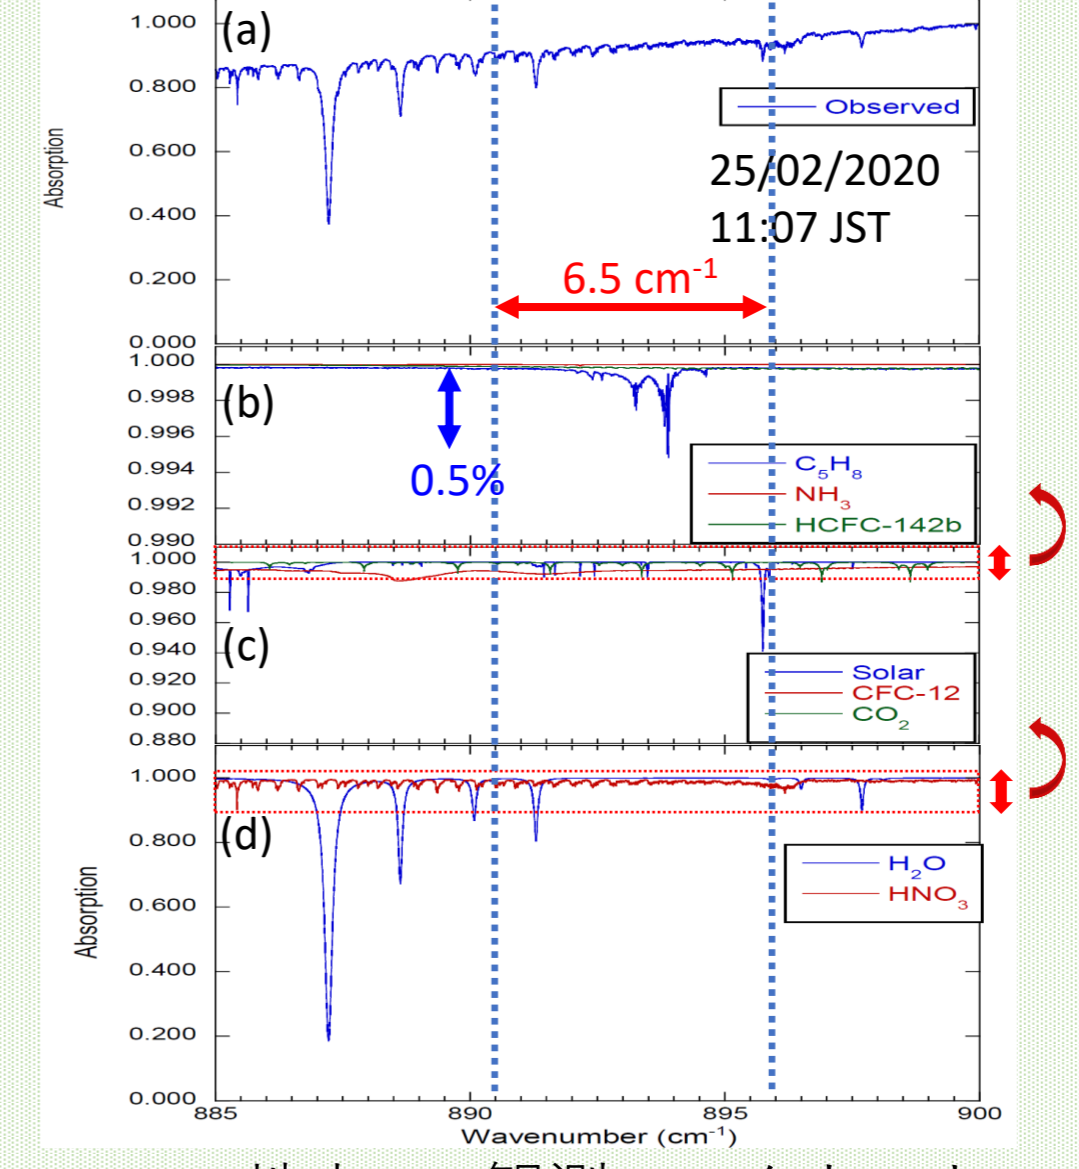 1.000
(a)
0.800
Observed
0.600
25/02/2020
0.400
11:07 JST
0.200
6.5 cm-1
0.000
Absorption
1.000
0.998
(b)
0.996
0.994
0.5%
C5H8
0.992
NH3
HCFC-142b
0.990
1.000
0.980
0.960
(c)
0.940
0.920
Solar
CFC-12
0.900
CO2
0.880
1.000
(d)
0.800
H2O
HNO3
0.600
Absorption
0.400
0.200
0.000
885 890 895 900
Wavenumber (cm-1)